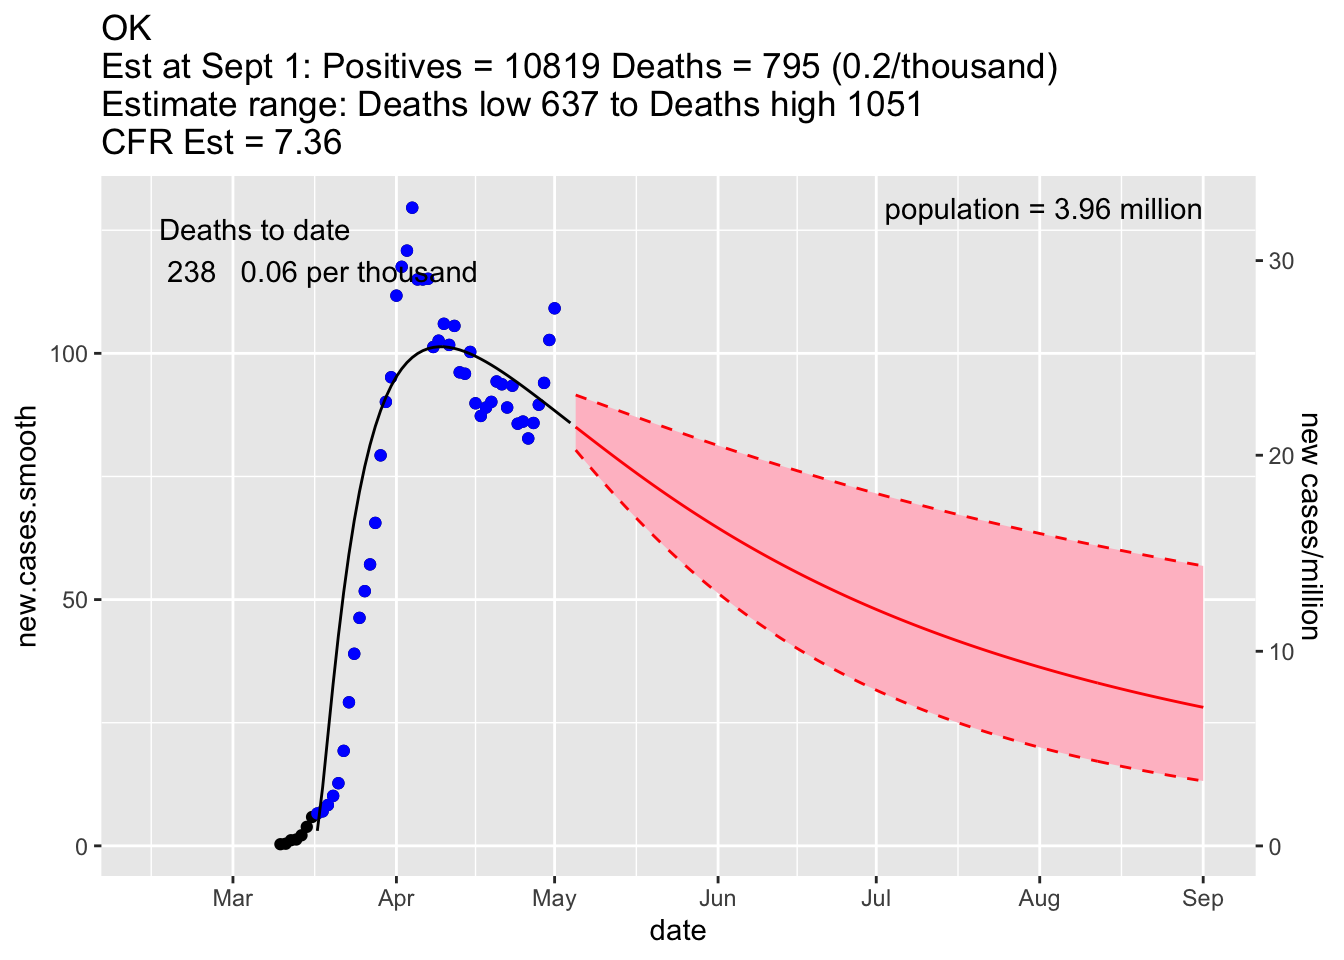 OK
Est at Sept 1: Positives = 10819 Deaths = 795 (0.2/thousand)
Estimate range: Deaths low 637 to Deaths high 1051
CFR Est = 7.36
population = 3.96 million
Deaths to date
238 0.06 per thousand
new.cases.smooth
100
50
0
30
20
10
0
new cases/million
Mar Apr May Jun Jul Aug Sep
date